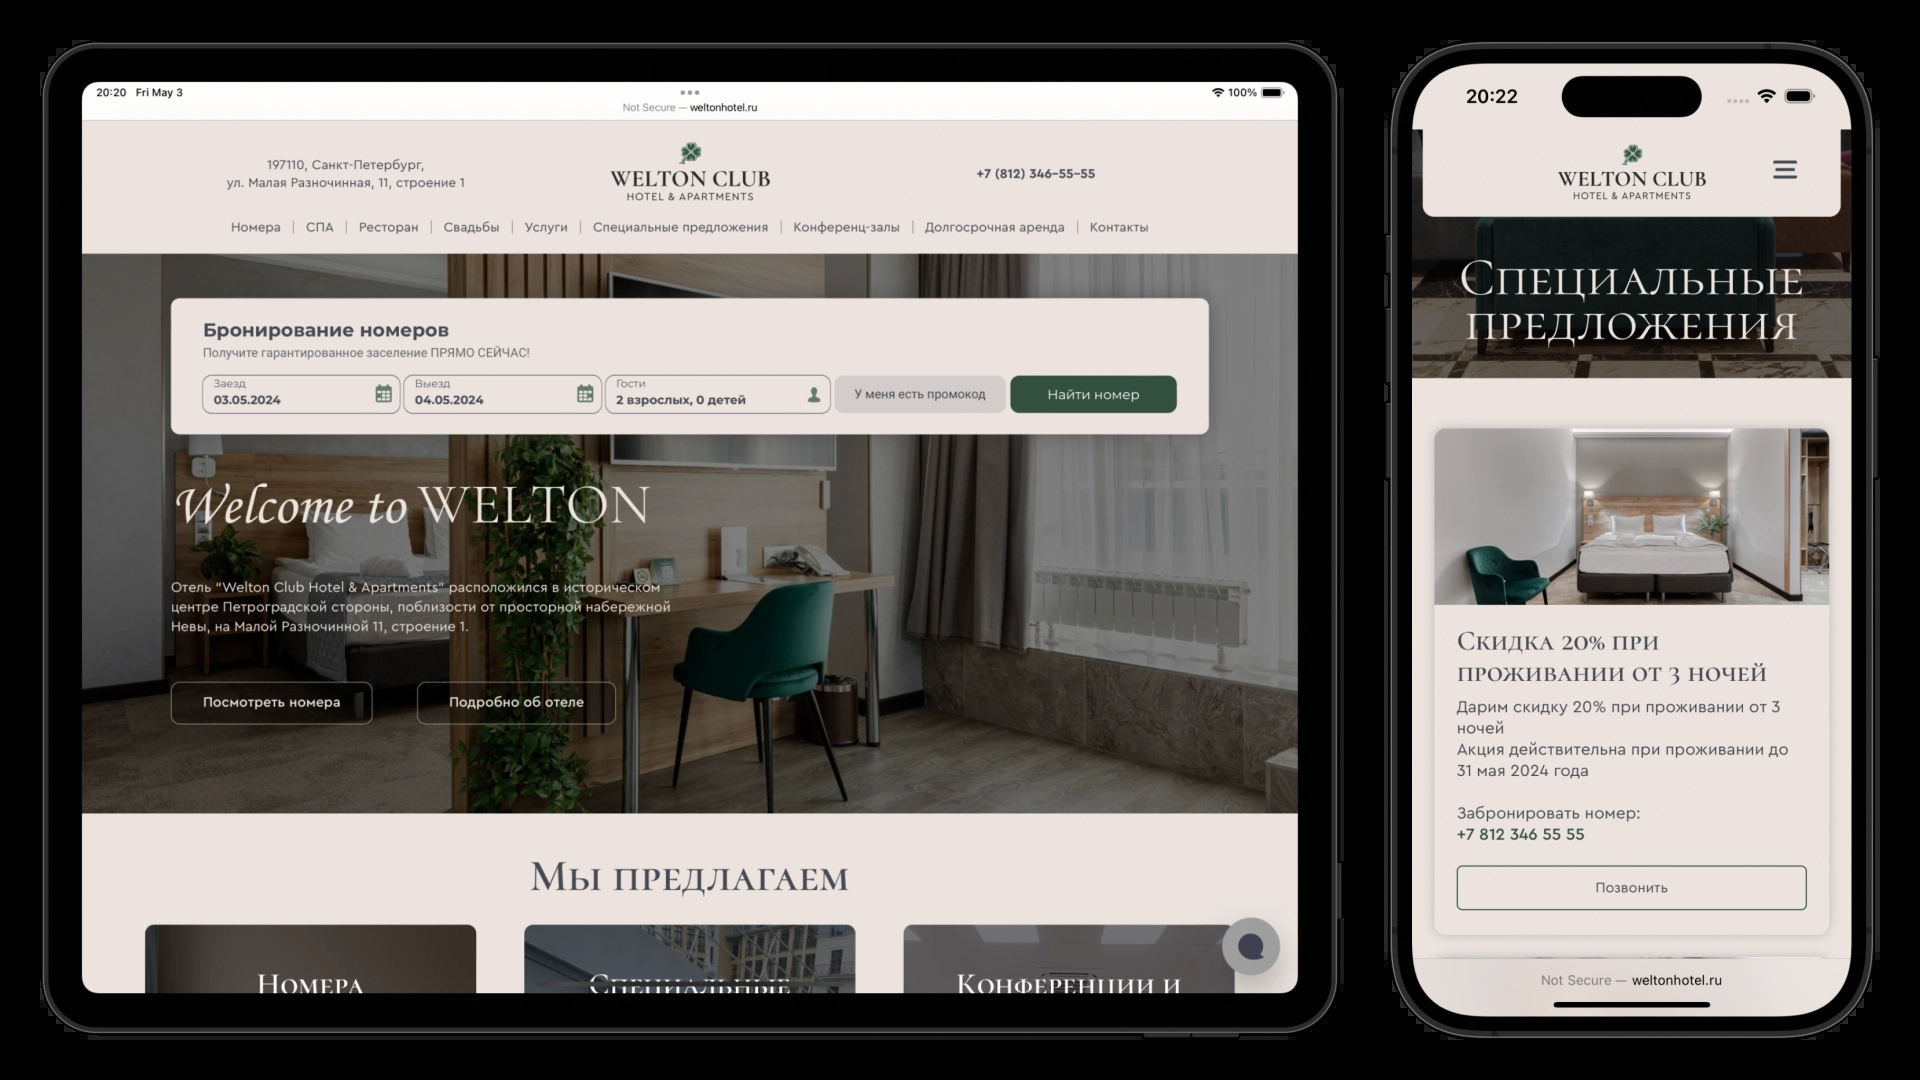 20:20 Fri May 3
100%
Not Secure — weltonhotel.ru
197110, Санкт-Петербург,
ул. Малая Разночинная, 11, строение 1
WELTON CLUB
HOTEL & APARTMENTS
+7 (812) 346-55-55
Номера | СПА | Ресторан | Свадьбы | Услуги | Специальные предложения | Конференц-залы | Долгосрочная аренда | Контакты
Бронирование номеров
Получите гарантированное заселение ПРЯМО СЕЙЧАС!
Заезд
03.05.2024
Выезд
04.05.2024
Гости
2 взрослых, 0 детей
У меня есть промокод
Найти номер
Welcome to WELTON
Отель “Welton Club Hotel & Apartments” расположился в историческом
центре Петроградской стороны, поблизости от просторной набережной
Невы, на Малой Разночинной 11, строение 1.
Посмотреть номера
Подробно об отеле
Мы предлагаем
Номера
Специальные
Конференции и
20:22
WELTON CLUB
HOTEL & APARTMENTS
Специальные
предложения
Скидка 20% при
проживании от 3 ночей
Дарим скидку 20% при проживании от 3
ночей
Акция действительна при проживании до
31 мая 2024 года
Забронировать номер:
+7 812 346 55 55
Позвонить
Not Secure — weltonhotel.ru